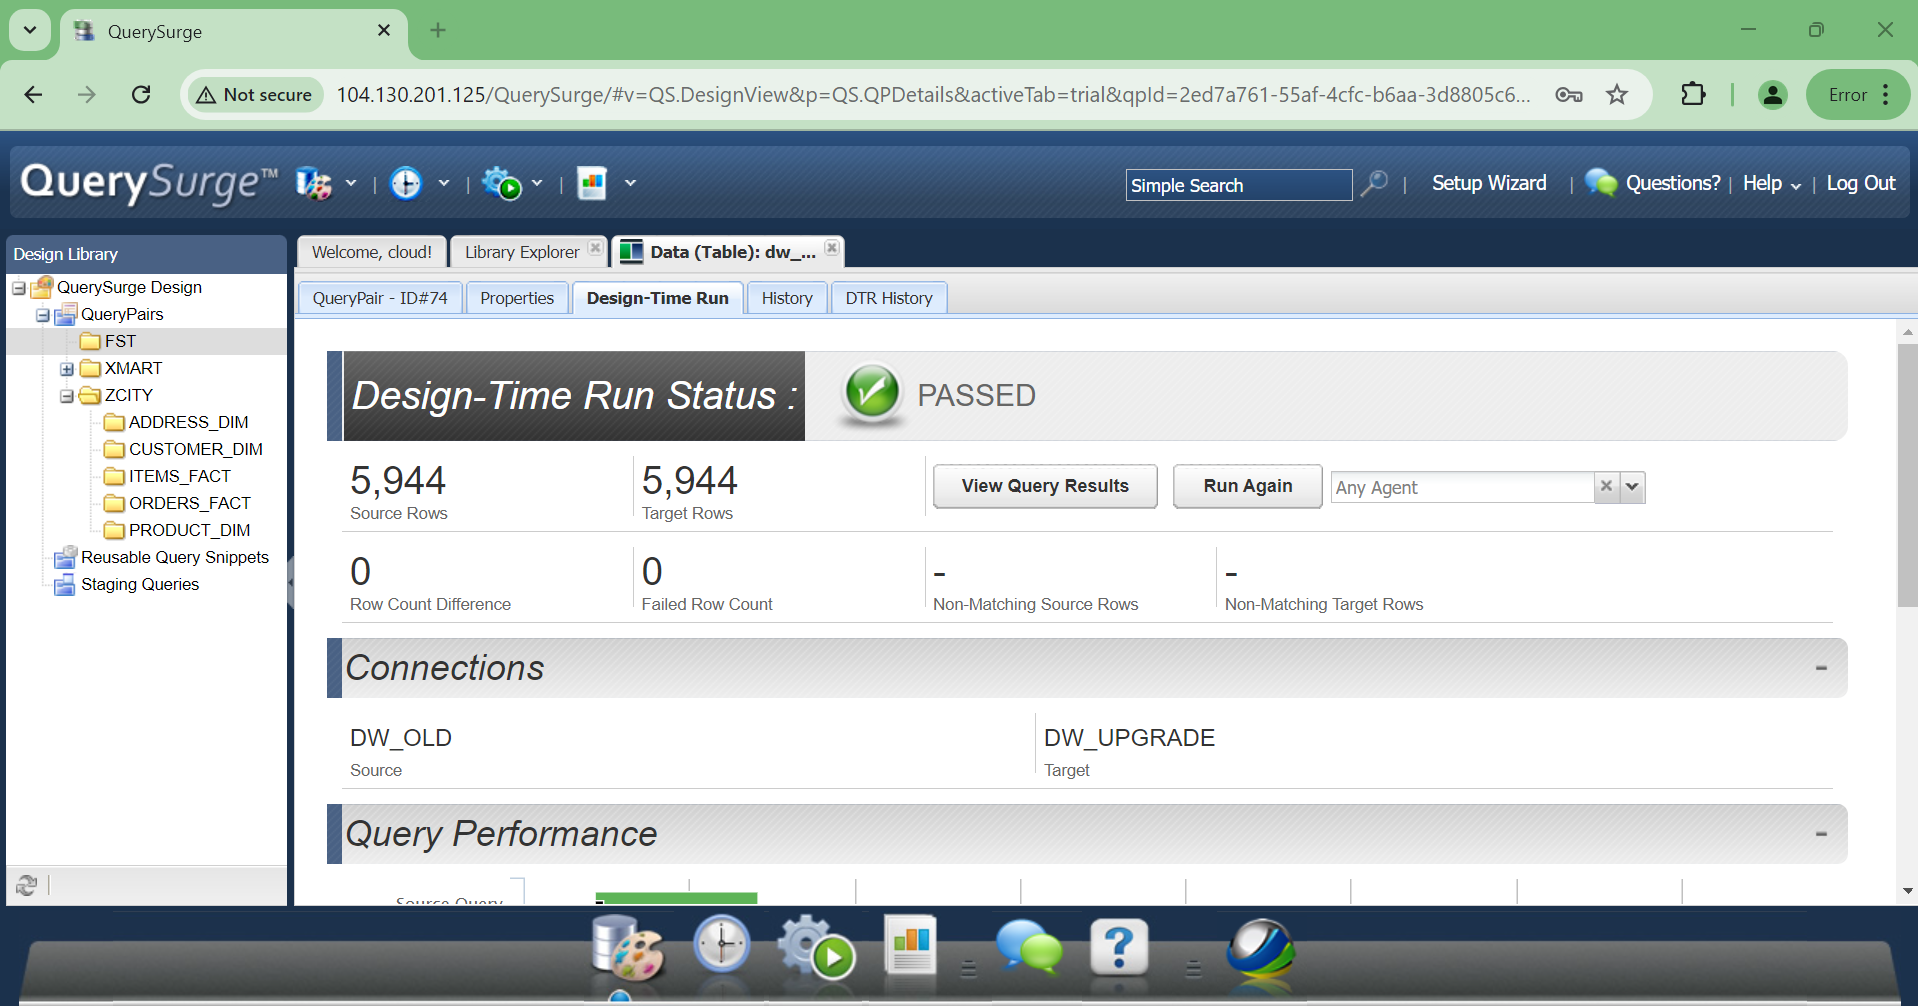 QuerySurge
Not secure
104.130.201.125/QuerySurge/#v=QS.DesignView&p=QS.QPDetails&activeTab=trial&qpId=2ed7a761-55af-4cfc-b6aa-3d8805c6...
Error
QuerySurge™
Simple Search
Setup Wizard
Questions?
Help
Log Out
Design Library
QuerySurge Design
QueryPairs
FST
XMART
ZCITY
ADDRESS_DIM
CUSTOMER_DIM
ITEMS_FACT
ORDERS_FACT
PRODUCT_DIM
Reusable Query Snippets
Staging Queries
Welcome, cloud!
Library Explorer
Data (Table): dw_...
QueryPair - ID#74
Properties
Design-Time Run
History
DTR History
Design-Time Run Status :
PASSED
5,944
Source Rows
5,944
Target Rows
View Query Results
Run Again
Any Agent
0
Row Count Difference
0
Failed Row Count
-
Non-Matching Source Rows
-
Non-Matching Target Rows
Connections
-
DW_OLD
Source
DW_UPGRADE
Target
Query Performance
-
Source Query
?